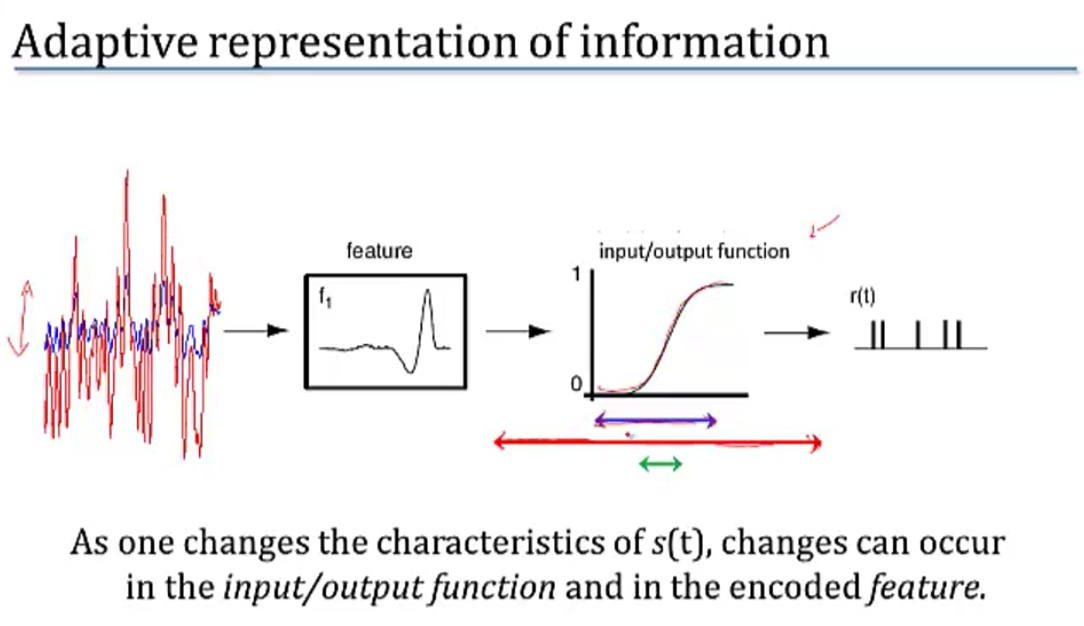 Adaptive representation of information
feature
f₁
input/output function
1
0
r(t)
As one changes the characteristics of s(t), changes can occur
in the input/output function and in the encoded feature.